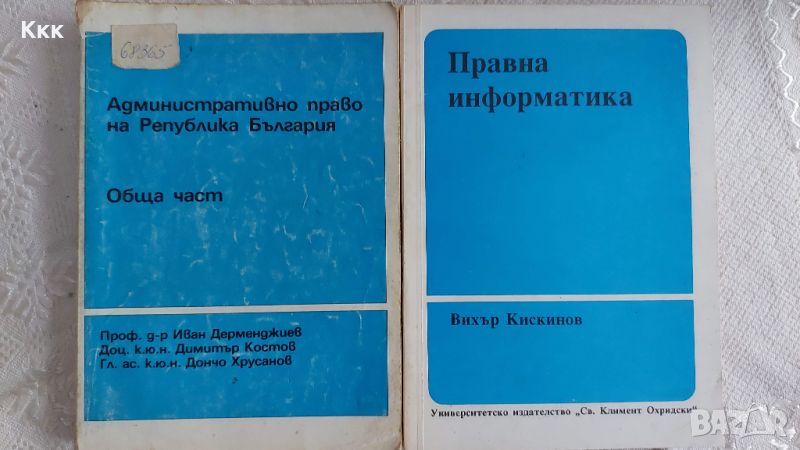 Ккк
68365
Административно право
на Република България
Обща част
Проф. д-р Иван Дерменджиев
Доц. к.ю.н. Димитър Костов
Гл. ас. к.ю.н. Дончо Хрусанов
Правна
информатика
Вихър Кискинов
Университетско издателство „Св. Климент Охридски“
BAZAR